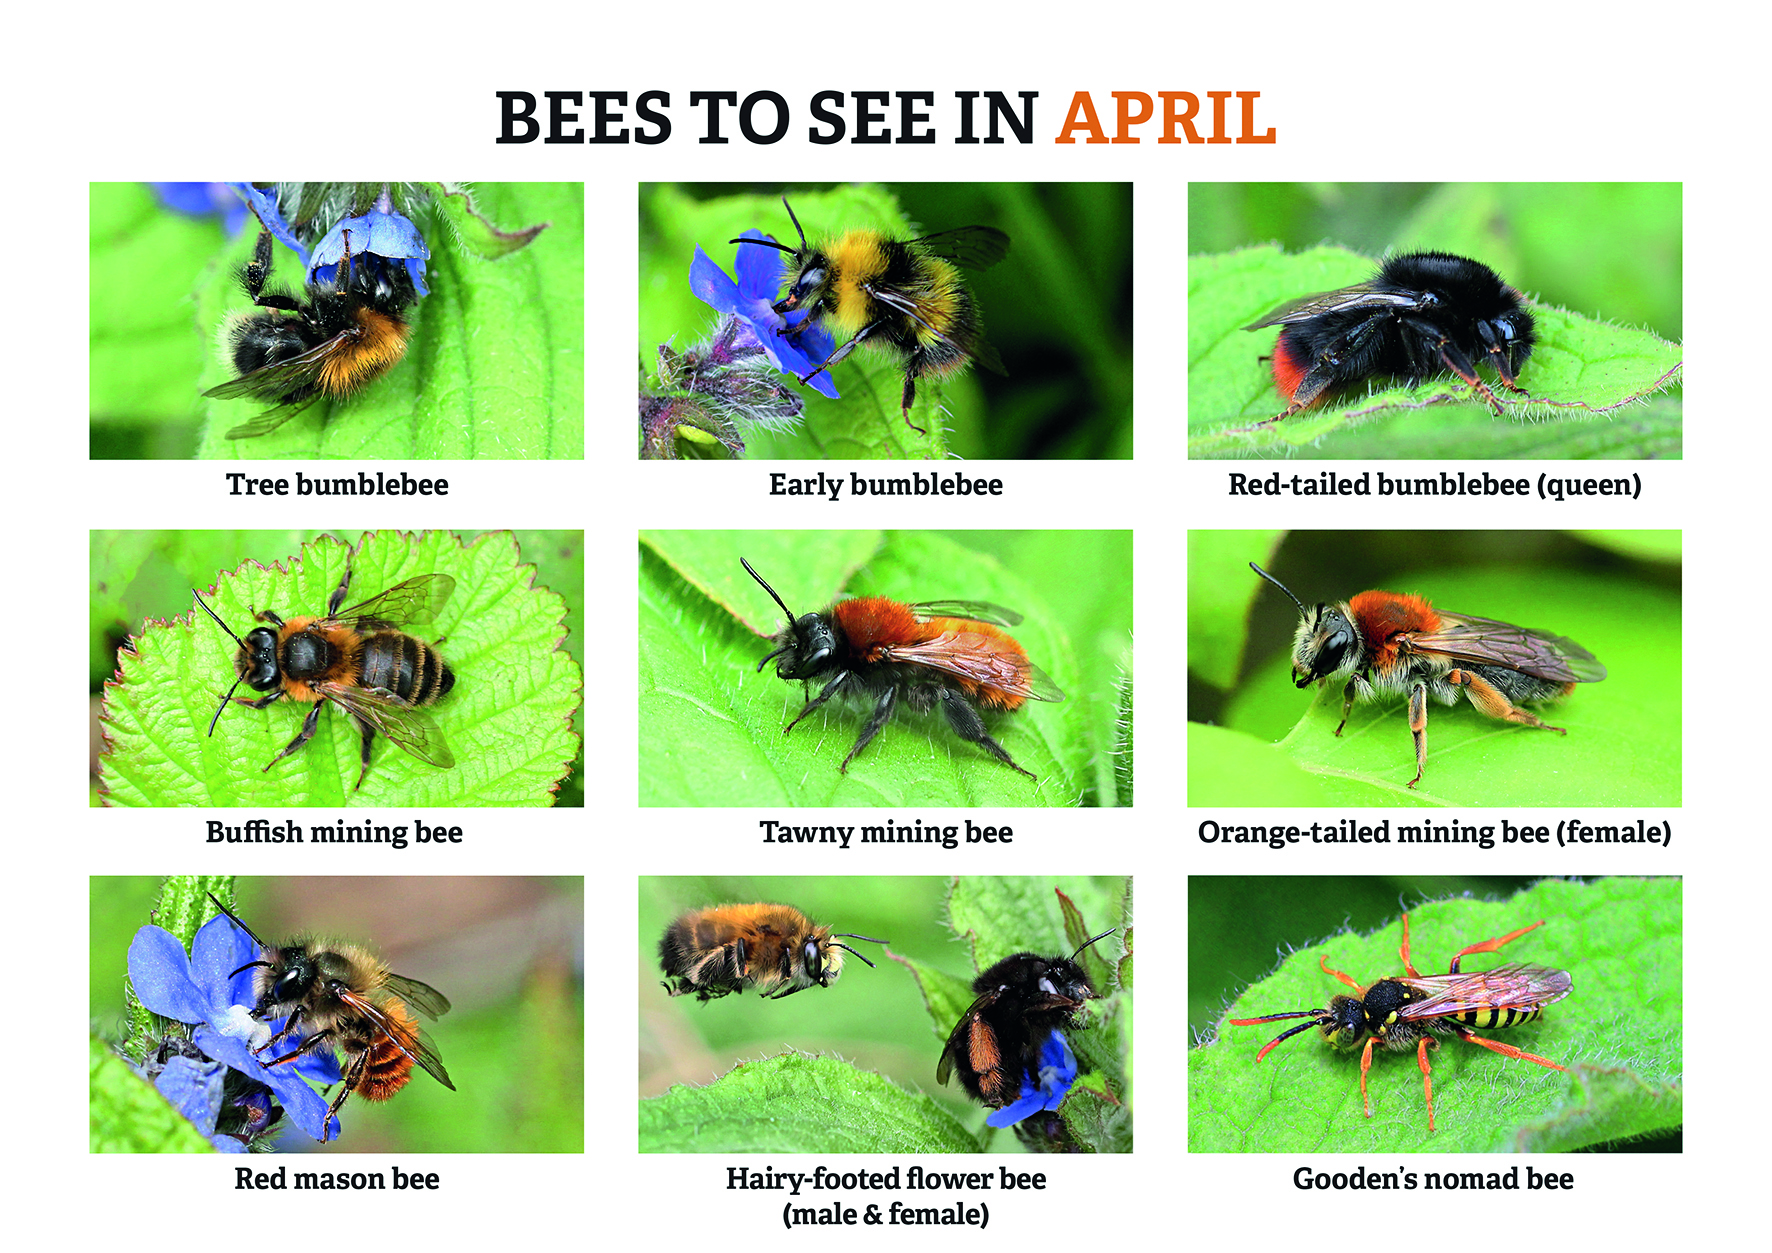 BEES TO SEE IN APRIL
Tree bumblebee
Early bumblebee
Red-tailed bumblebee (queen)
Buffish mining bee
Tawny mining bee
Orange-tailed mining bee (female)
Red mason bee
Hairy-footed flower bee
(male & female)
Gooden’s nomad bee